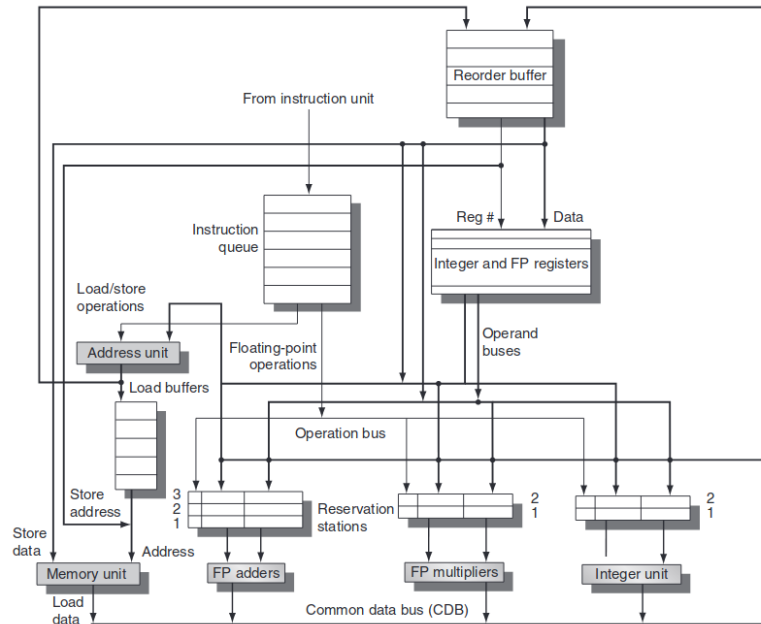 Reorder buffer
From instruction unit
Reg #
Data
Instruction
queue
Integer and FP registers
Load/store
operations
Operand
buses
Floating-point
operations
Address unit
Load buffers
Operation bus
3
2
1
Reservation
stations
2
1
2
1
Store
address
Store
data
Address
Memory unit
FP adders
FP multipliers
Integer unit
Load
data
Common data bus (CDB)